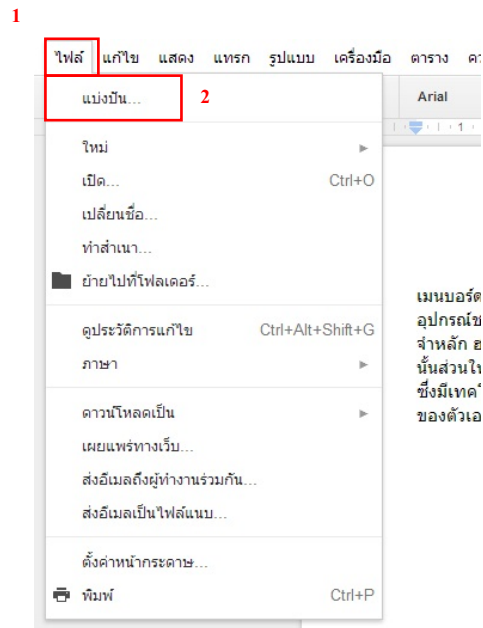 1
ไฟล์ แก้ไข แสดง แทรก รูปแบบ เครื่องมือ ตาราง
แบ่งปัน... 2
Arial
1
ใหม่
เปิด... Ctrl+O
เปลี่ยนชื่อ...
ทำสำเนา...
ย้ายไปที่โฟลเดอร์...
ดูประวัติการแก้ไข Ctrl+Alt+Shift+G
ภาษา
ดาวน์โหลดเป็น
เผยแพร่ทางเว็บ...
ส่งอีเมลถึงผู้ทำงานร่วมกัน...
ส่งอีเมลเป็นไฟล์แนบ...
ตั้งค่าหน้ากระดาษ...
พิมพ์ Ctrl+P
เมนบอร์ด
อุปกรณ์ช
จำหลัก ฮ
นั้นส่วนให
ซึ่งมีเทคโ
ของตัวเอ